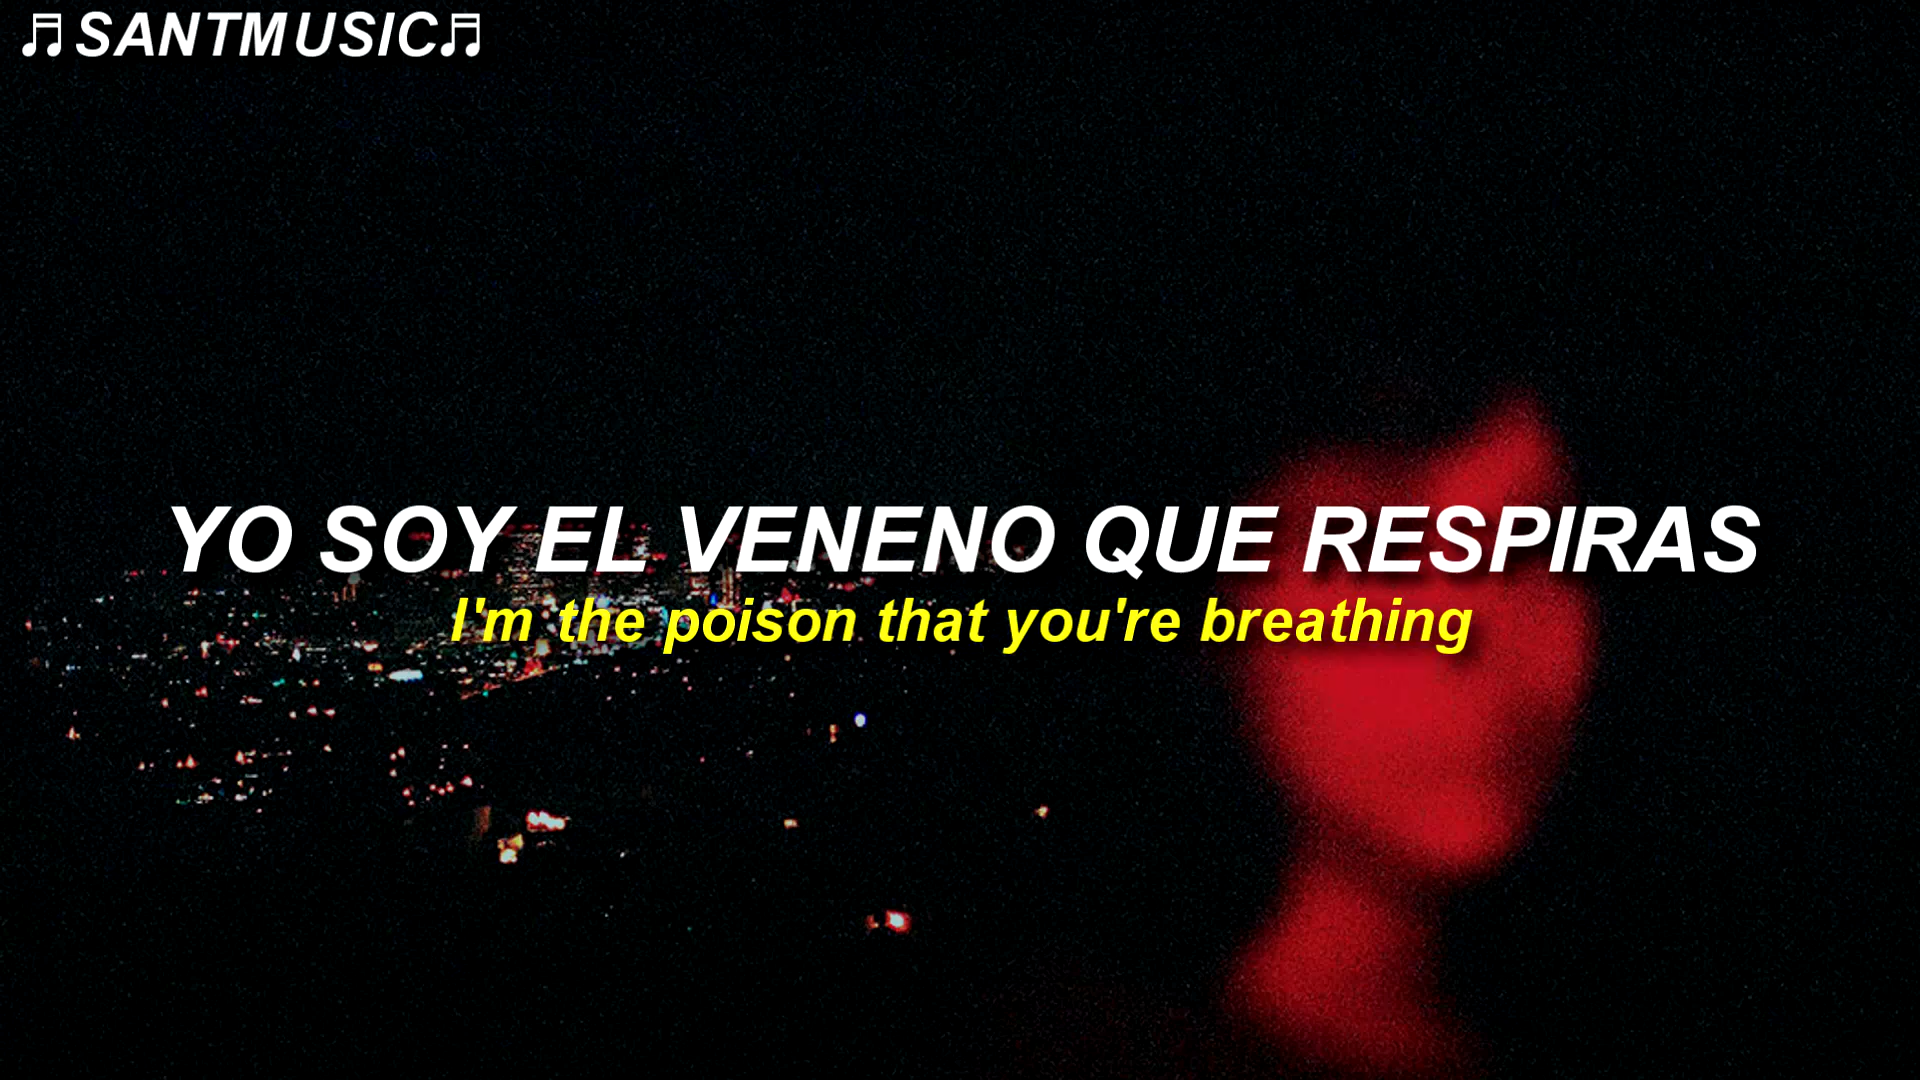 ♬SANTMUSIC♬
YO SOY EL VENENO QUE RESPIRAS
I'm the poison that you're breathing